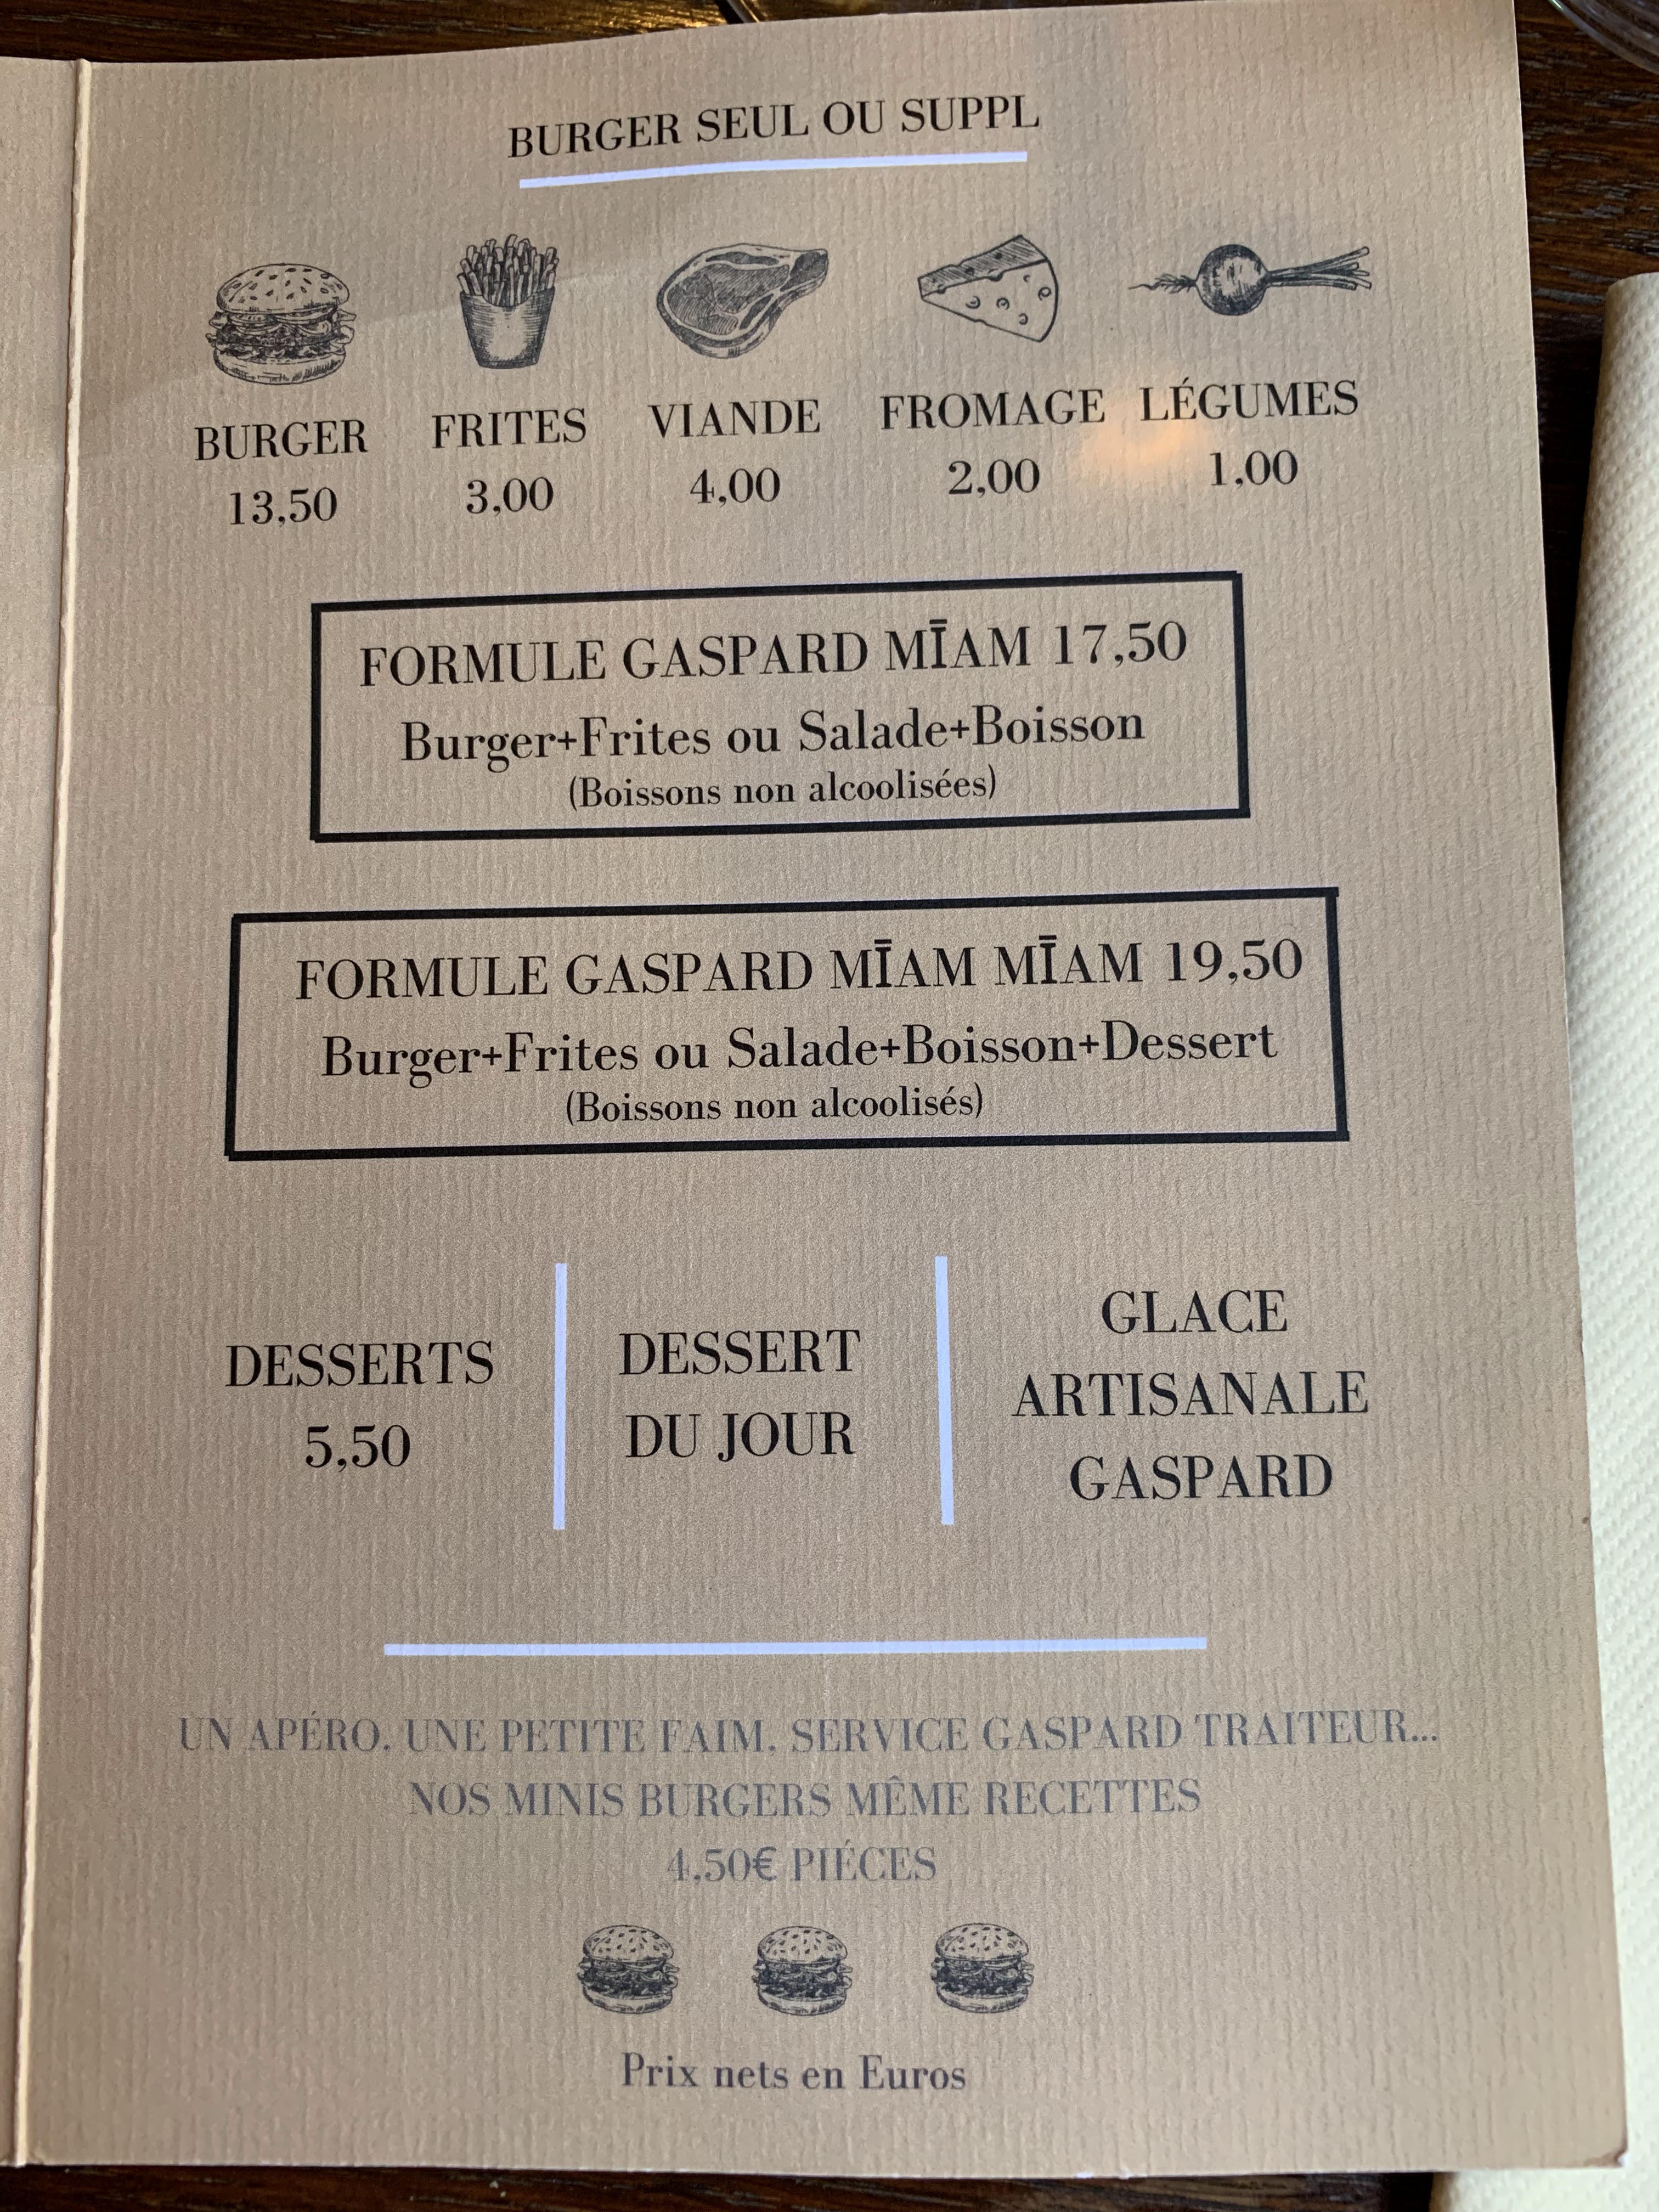 BURGER SEUL OU SUPPL
BURGER FRITES VIANDE FROMAGE LÉGUMES
13,50 3,00 4,00 2,00 1,00
FORMULE GASPARD MĪAM 17,50
Burger+Frites ou Salade+Boisson
(Boissons non alcoolisées)
FORMULE GASPARD MĪAM MĪAM 19,50
Burger+Frites ou Salade+Boisson+Dessert
(Boissons non alcoolisés)
DESSERTS
5,50
DESSERT
DU JOUR
GLACE
ARTISANALE
GASPARD
UN APÉRO, UNE PETITE FAIM, SERVICE GASPARD TRAITEUR...
NOS MINIS BURGERS MÊME RECETTES
4,50€ PIÉCES
Prix nets en Euros